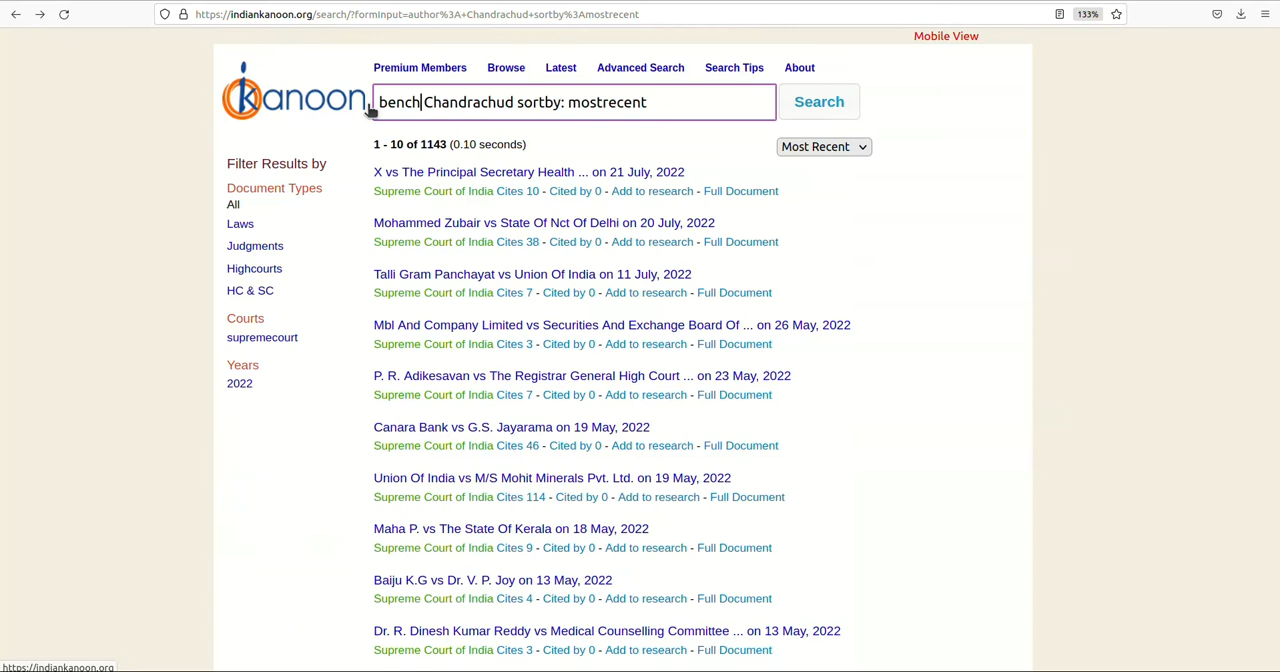 https://indiankanoon.org/search/?formInput=author%3A+Chandrachud+sortby%3Amostrecent
133%
Mobile View
kanoon
Premium Members Browse Latest Advanced Search Search Tips About
bench Chandrachud sortby: mostrecent
Search
1 - 10 of 1143 (0.10 seconds)
Most Recent
Filter Results by
Document Types
All
Laws
Judgments
Highcourts
HC & SC
Courts
supremecourt
Years
2022
X vs The Principal Secretary Health ... on 21 July, 2022
Supreme Court of India Cites 10 - Cited by 0 - Add to research - Full Document
Mohammed Zubair vs State Of Nct Of Delhi on 20 July, 2022
Supreme Court of India Cites 38 - Cited by 0 - Add to research - Full Document
Talli Gram Panchayat vs Union Of India on 11 July, 2022
Supreme Court of India Cites 7 - Cited by 0 - Add to research - Full Document
Mbl And Company Limited vs Securities And Exchange Board Of ... on 26 May, 2022
Supreme Court of India Cites 3 - Cited by 0 - Add to research - Full Document
P. R. Adikesavan vs The Registrar General High Court ... on 23 May, 2022
Supreme Court of India Cites 7 - Cited by 0 - Add to research - Full Document
Canara Bank vs G.S. Jayarama on 19 May, 2022
Supreme Court of India Cites 46 - Cited by 0 - Add to research - Full Document
Union Of India vs M/S Mohit Minerals Pvt. Ltd. on 19 May, 2022
Supreme Court of India Cites 114 - Cited by 0 - Add to research - Full Document
Maha P. vs The State Of Kerala on 18 May, 2022
Supreme Court of India Cites 9 - Cited by 0 - Add to research - Full Document
Baiju K.G vs Dr. V. P. Joy on 13 May, 2022
Supreme Court of India Cites 4 - Cited by 0 - Add to research - Full Document
Dr. R. Dinesh Kumar Reddy vs Medical Counselling Committee ... on 13 May, 2022
Supreme Court of India Cites 3 - Cited by 0 - Add to research - Full Document
https://indiankanoon.org